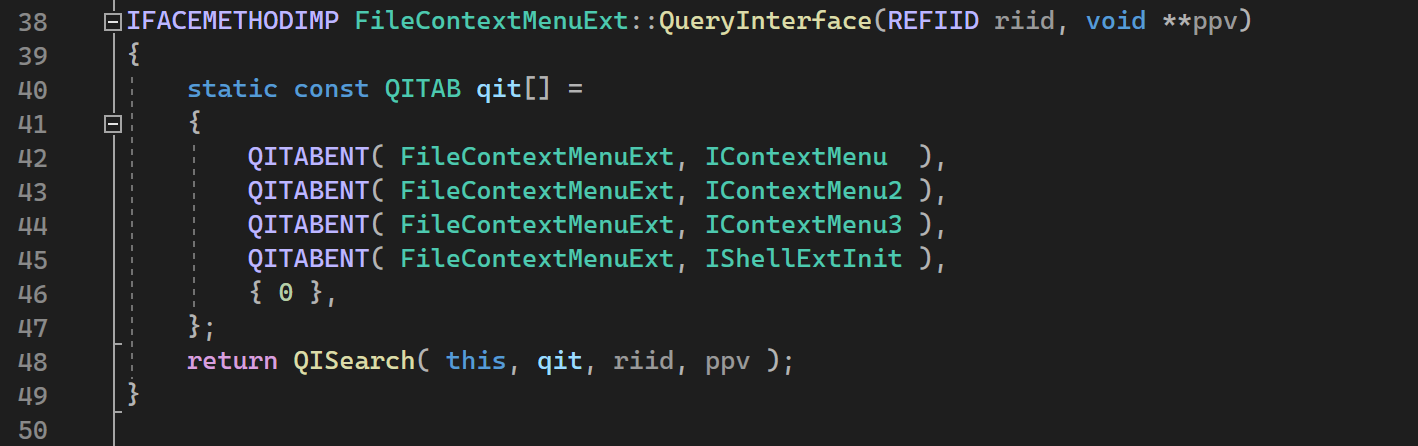 38 IFACEMETHODIMP FileContextMenuExt::QueryInterface(REFIID riid, void **ppv)
39 {
40     static const QITAB qit[] =
41     {
42         QITABENT( FileContextMenuExt, IContextMenu  ),
43         QITABENT( FileContextMenuExt, IContextMenu2 ),
44         QITABENT( FileContextMenuExt, IContextMenu3 ),
45         QITABENT( FileContextMenuExt, IShellExtInit ),
46         { 0 },
47     };
48     return QISearch( this, qit, riid, ppv );
49 }
50